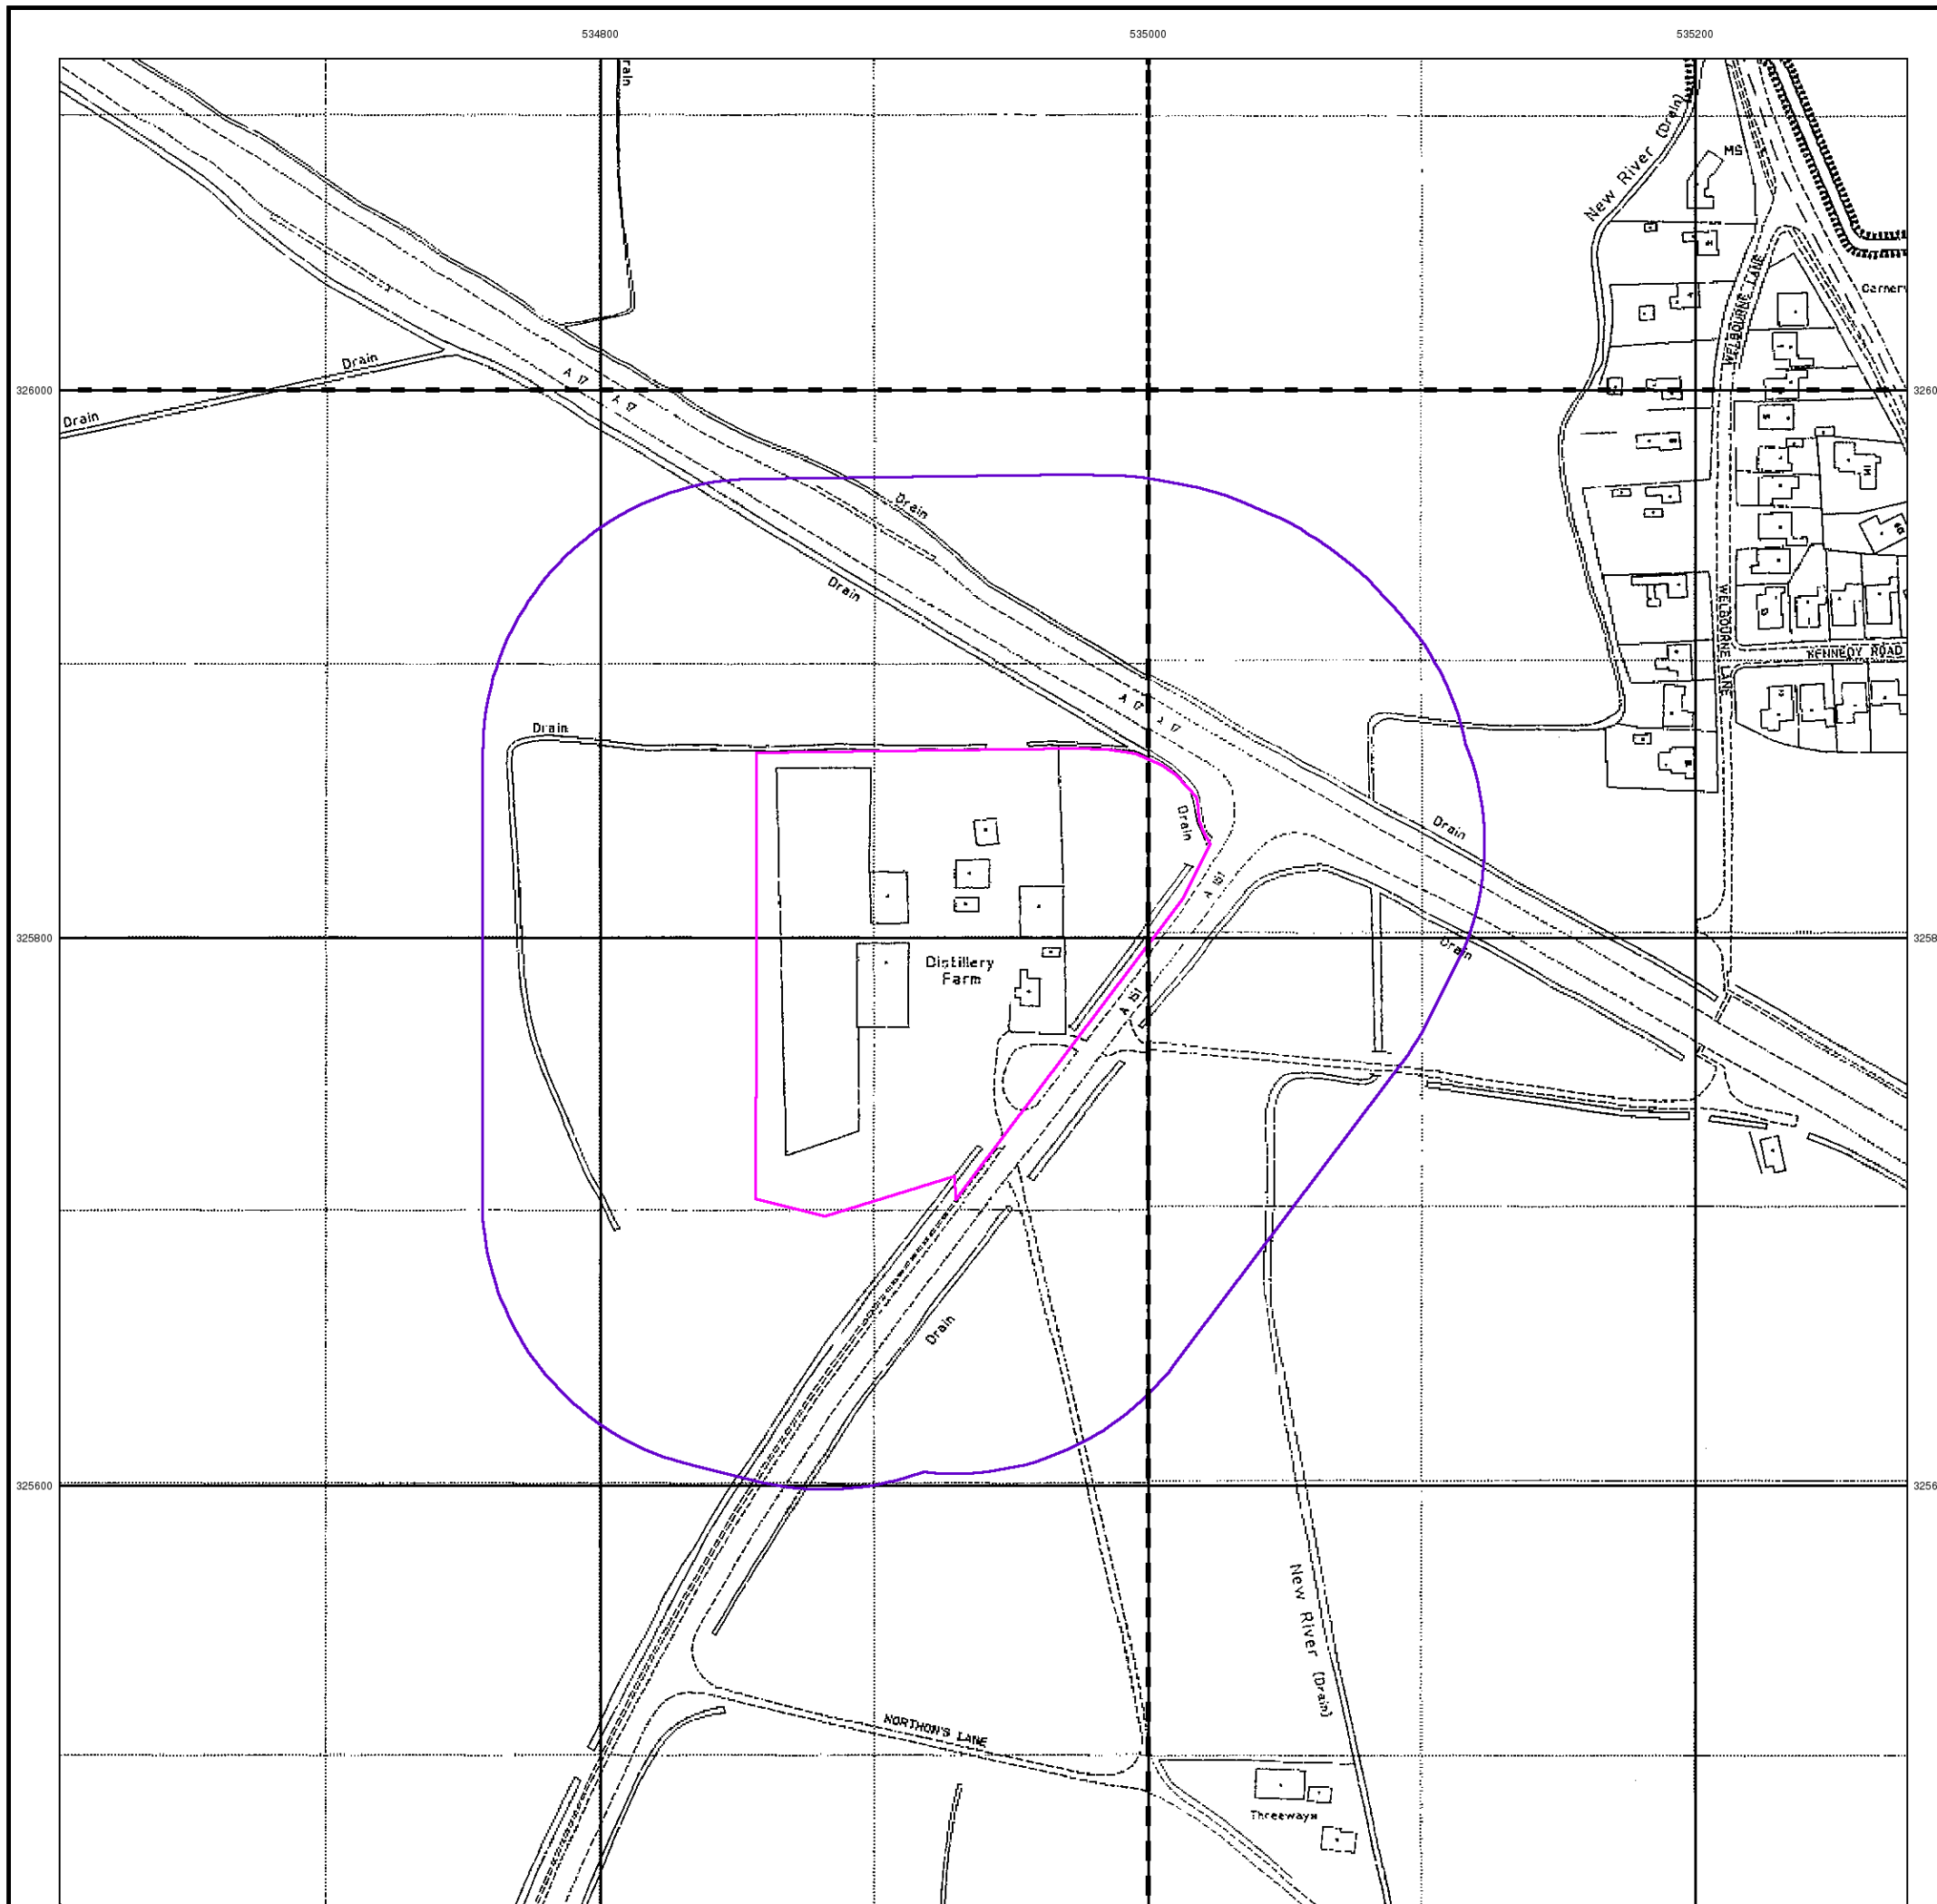 534800
535000
535200
rain
New River (Drain)
MS
WELBOURNE LANE
Drain
A 17
A 17
326000
Drain
Drain
Drain
WELBOURNE LANE
KENNEDY ROAD
A 17
A 17
Drain
Drain
Drain
A 151
325800
Drain
Distillery
Farm
A 151
Drain
325600
New River (Drain)
NORTHON'S LANE
Threeways